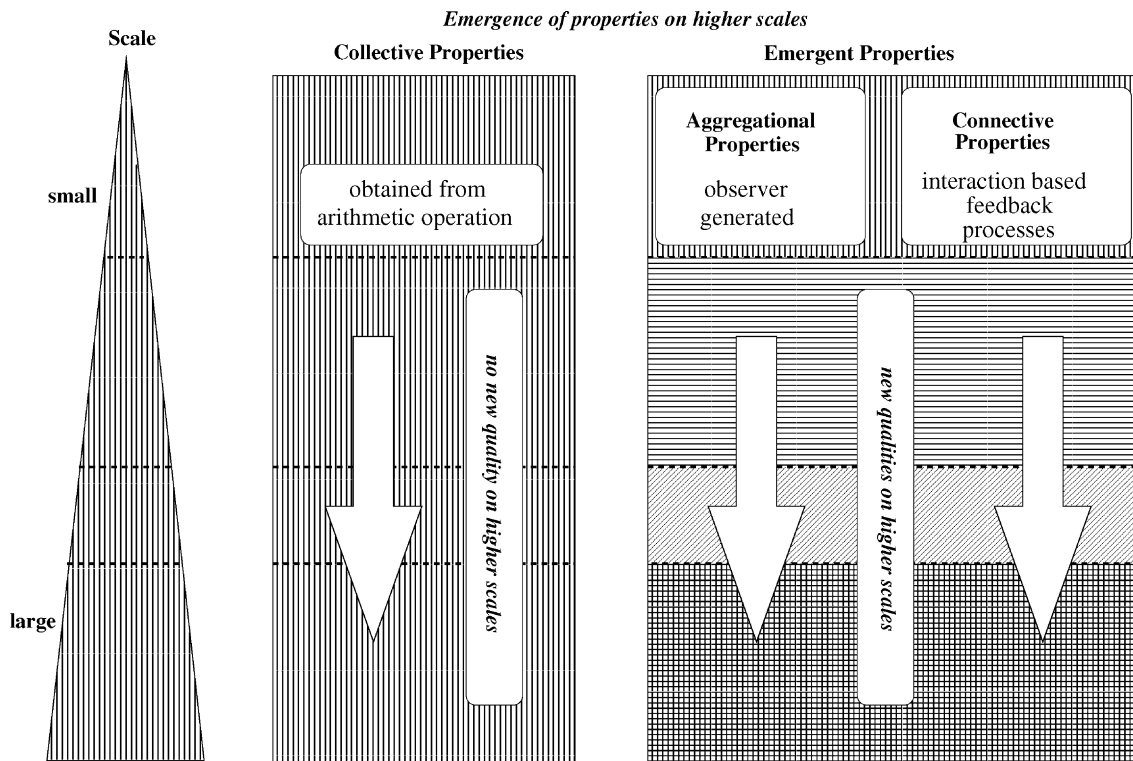 Emergence of properties on higher scales
Scale
Collective Properties
Emergent Properties
small
large
obtained from
arithmetic operation
no new quality on higher scales
Aggregational
Properties
observer
generated
Connective
Properties
interaction based
feedback
processes
new qualities on higher scales